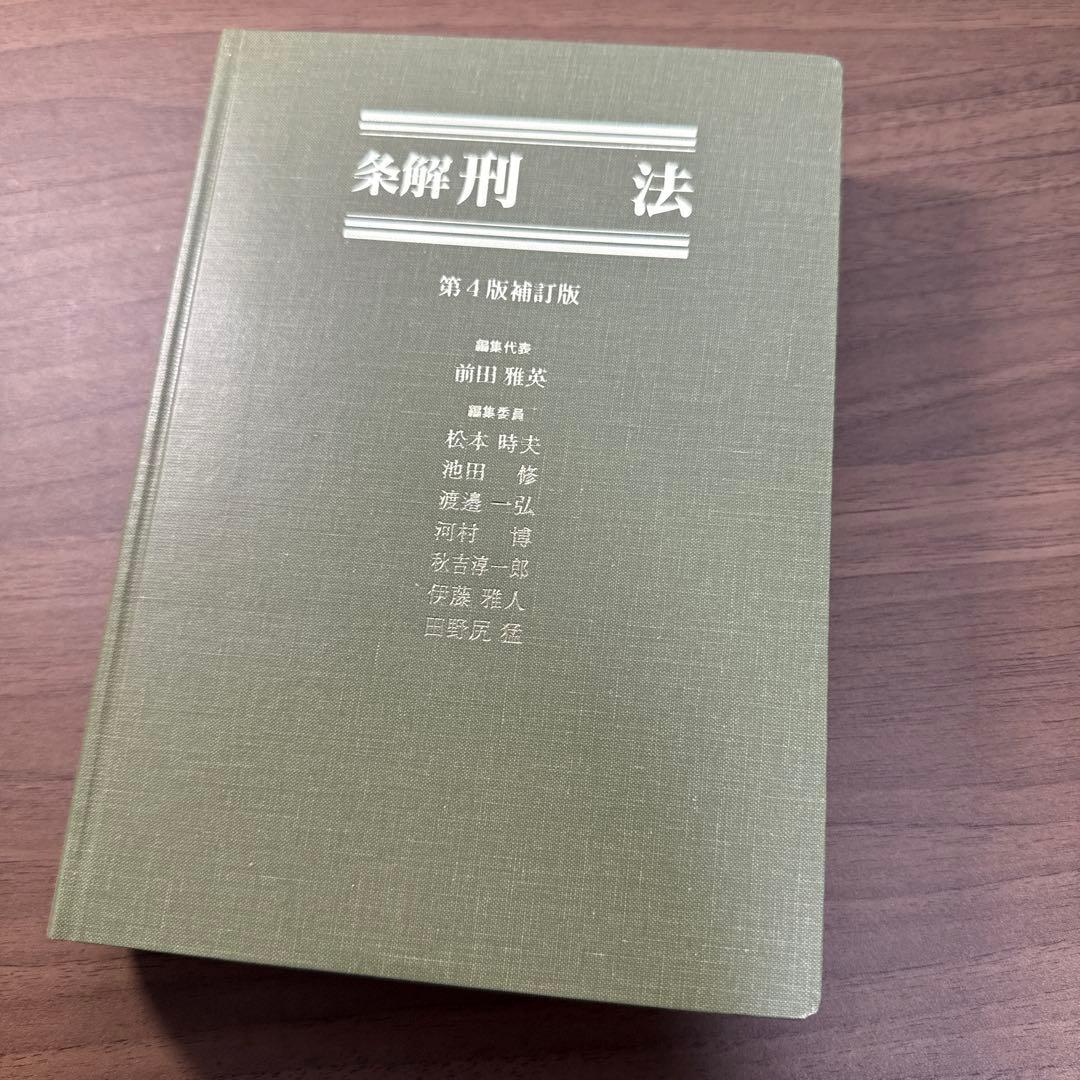 条解刑 法
第4版補訂版
編集代表
前田 雅英
編集委員
松本 時夫
池田 修
渡邉 一弘
河村 博
秋吉淳一郎
伊藤 雅人
田野尻 猛